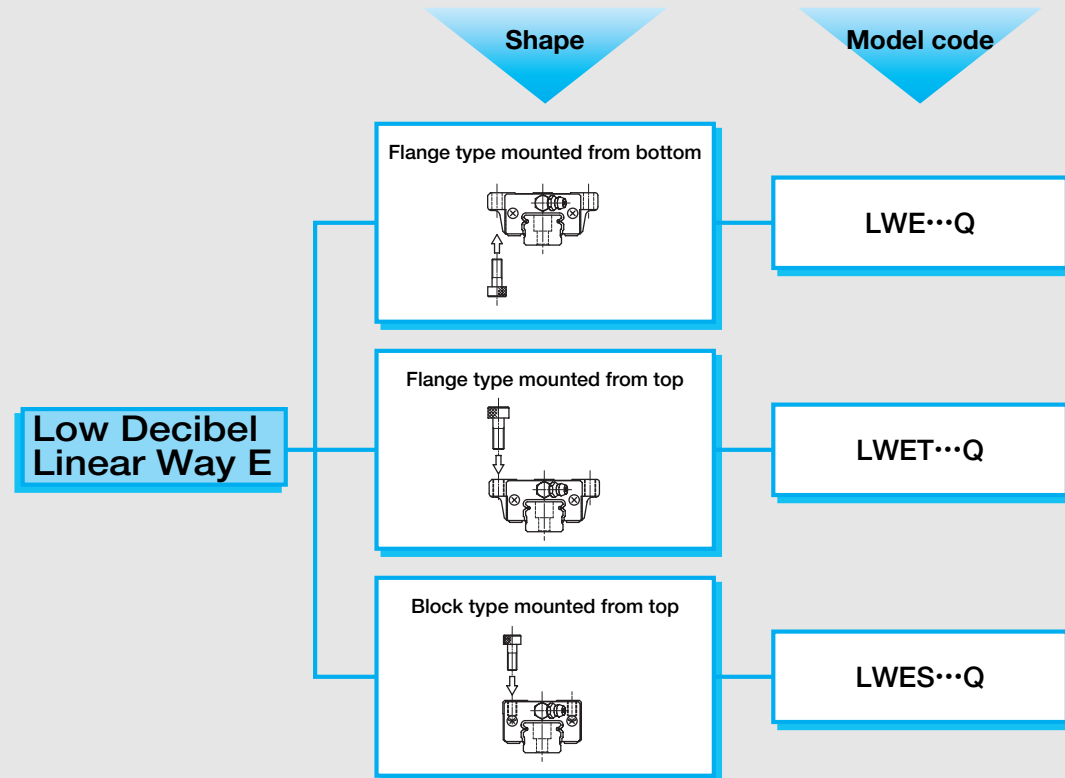 Shape
Model code
Flange type mounted from bottom
LWE···Q
Low Decibel
Linear Way E
Flange type mounted from top
LWET···Q
Block type mounted from top
LWES···Q